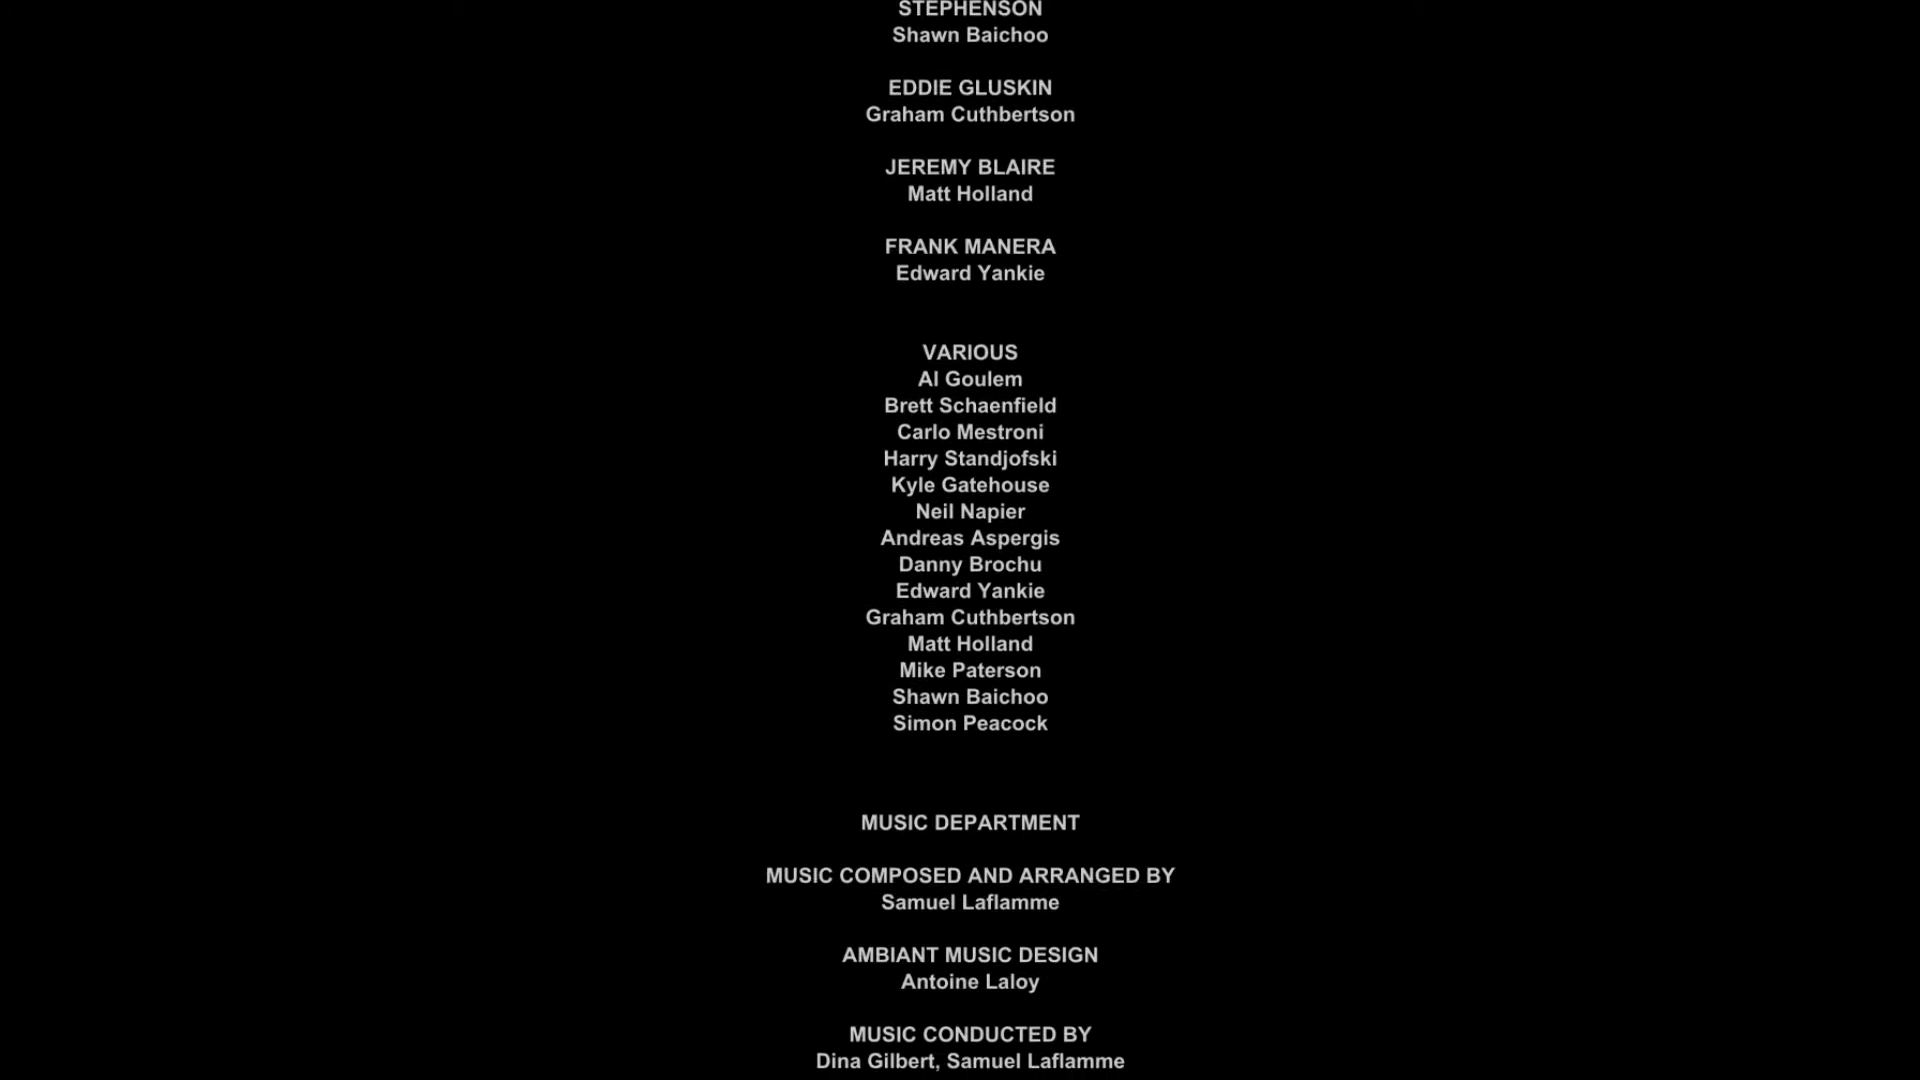 STEPHENSON
Shawn Baichoo
EDDIE GLUSKIN
Graham Cuthbertson
JEREMY BLAIRE
Matt Holland
FRANK MANERA
Edward Yankie
VARIOUS
Al Goulem
Brett Schaenfield
Carlo Mestroni
Harry Standjofski
Kyle Gatehouse
Neil Napier
Andreas Aspergis
Danny Brochu
Edward Yankie
Graham Cuthbertson
Matt Holland
Mike Paterson
Shawn Baichoo
Simon Peacock
MUSIC DEPARTMENT
MUSIC COMPOSED AND ARRANGED BY
Samuel Laflamme
AMBIANT MUSIC DESIGN
Antoine Laloy
MUSIC CONDUCTED BY
Dina Gilbert, Samuel Laflamme